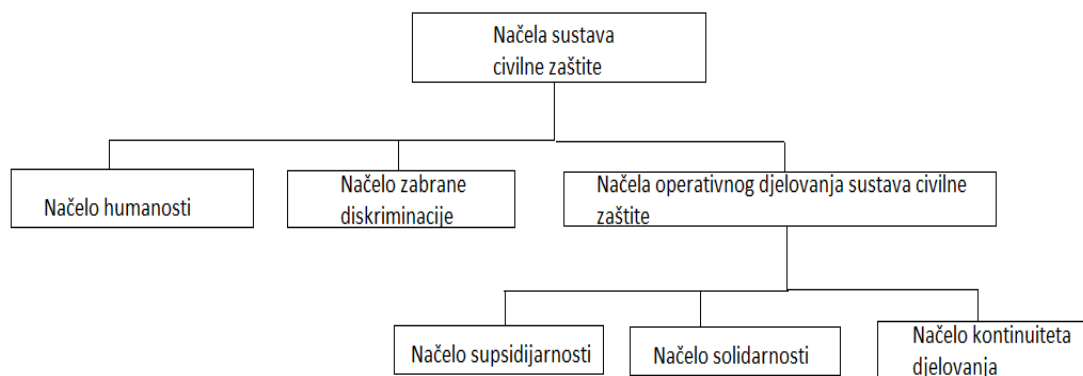 Načela sustava
civilne zaštite
Načelo humanosti
Načelo zabrane
diskriminacije
Načela operativnog djelovanja sustava civilne
zaštite
Načelo supsidijarnosti
Načelo solidarnosti
Načelo kontinuiteta
djelovanja